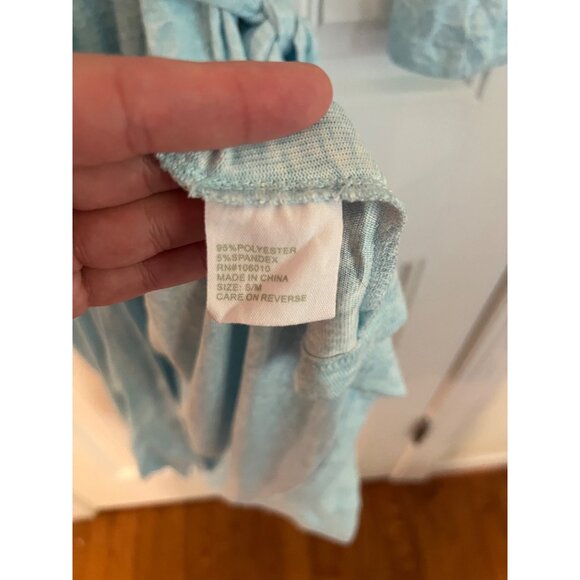 95%POLYESTER
5%SPANDEX
RN#106010
MADE IN CHINA
SIZE: S/M
CARE ON REVERSE